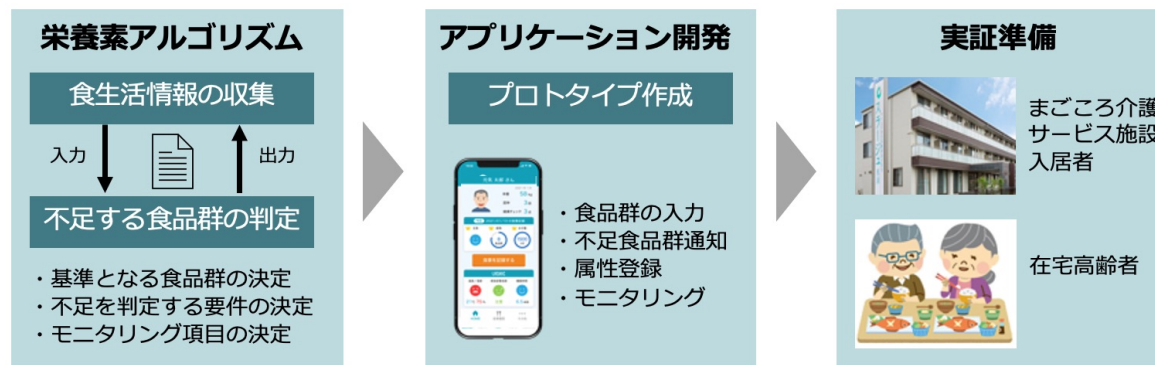 栄養素アルゴリズム
食生活情報の収集
入力
出力
不足する食品群の判定
・基準となる食品群の決定
・不足を判定する要件の決定
・モニタリング項目の決定
アプリケーション開発
プロトタイプ作成
・食品群の入力
・不足食品群通知
・属性登録
・モニタリング
実証準備
まごころ介護
サービス施設
入居者
在宅高齢者